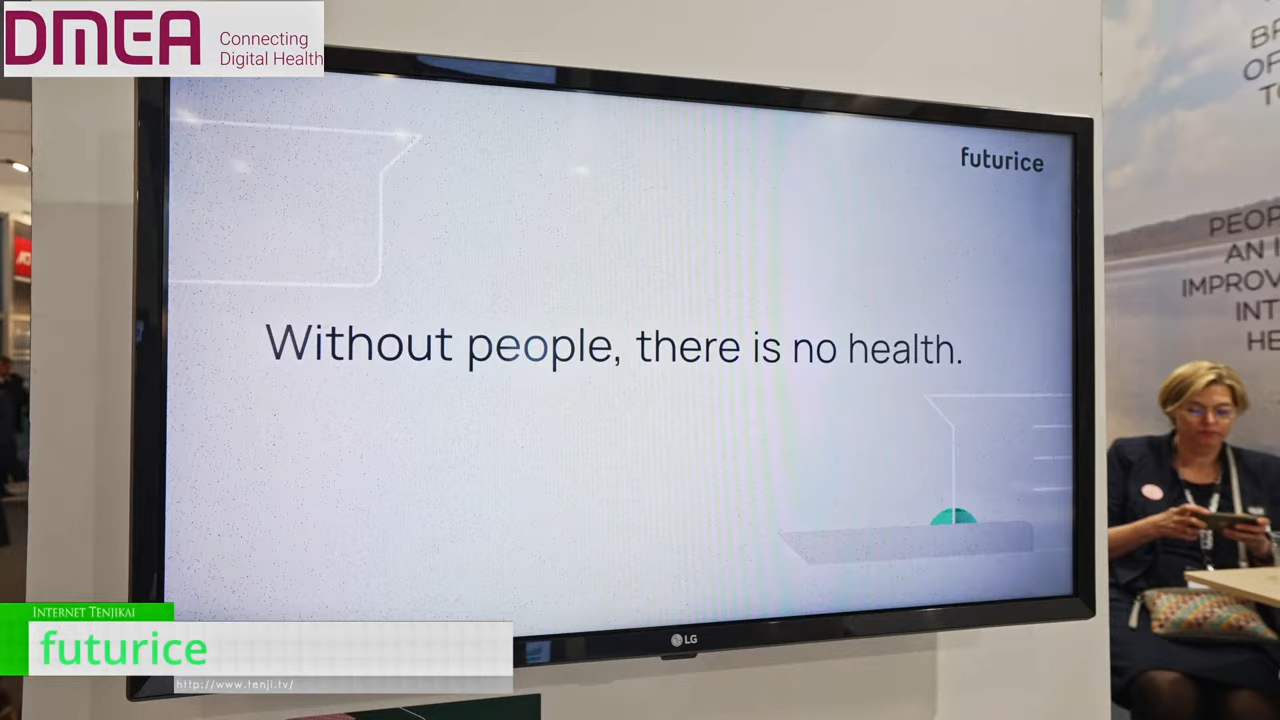 DMEA
Connecting
Digital Health
futurice
Without people, there is no health.
PEOP
AN I
IMPROV
INT
HE
LG
INTERNET TENJIKAI
futurice
http://www.tenji.tv/